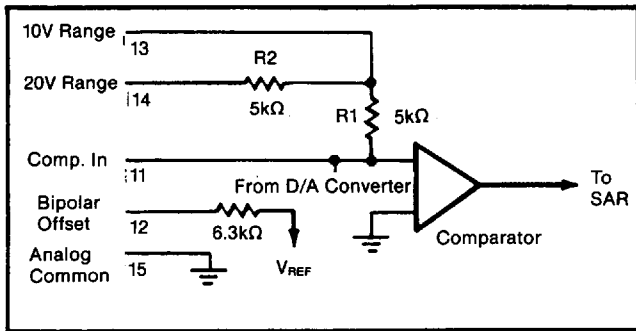 10V Range
13
R2
20V Range
14
5kΩ
R1
5kΩ
Comp. In
11
From D/A Converter
To
SAR
Bipolar
Offset
12
6.3kΩ
Comparator
Analog
Common
15
VREF